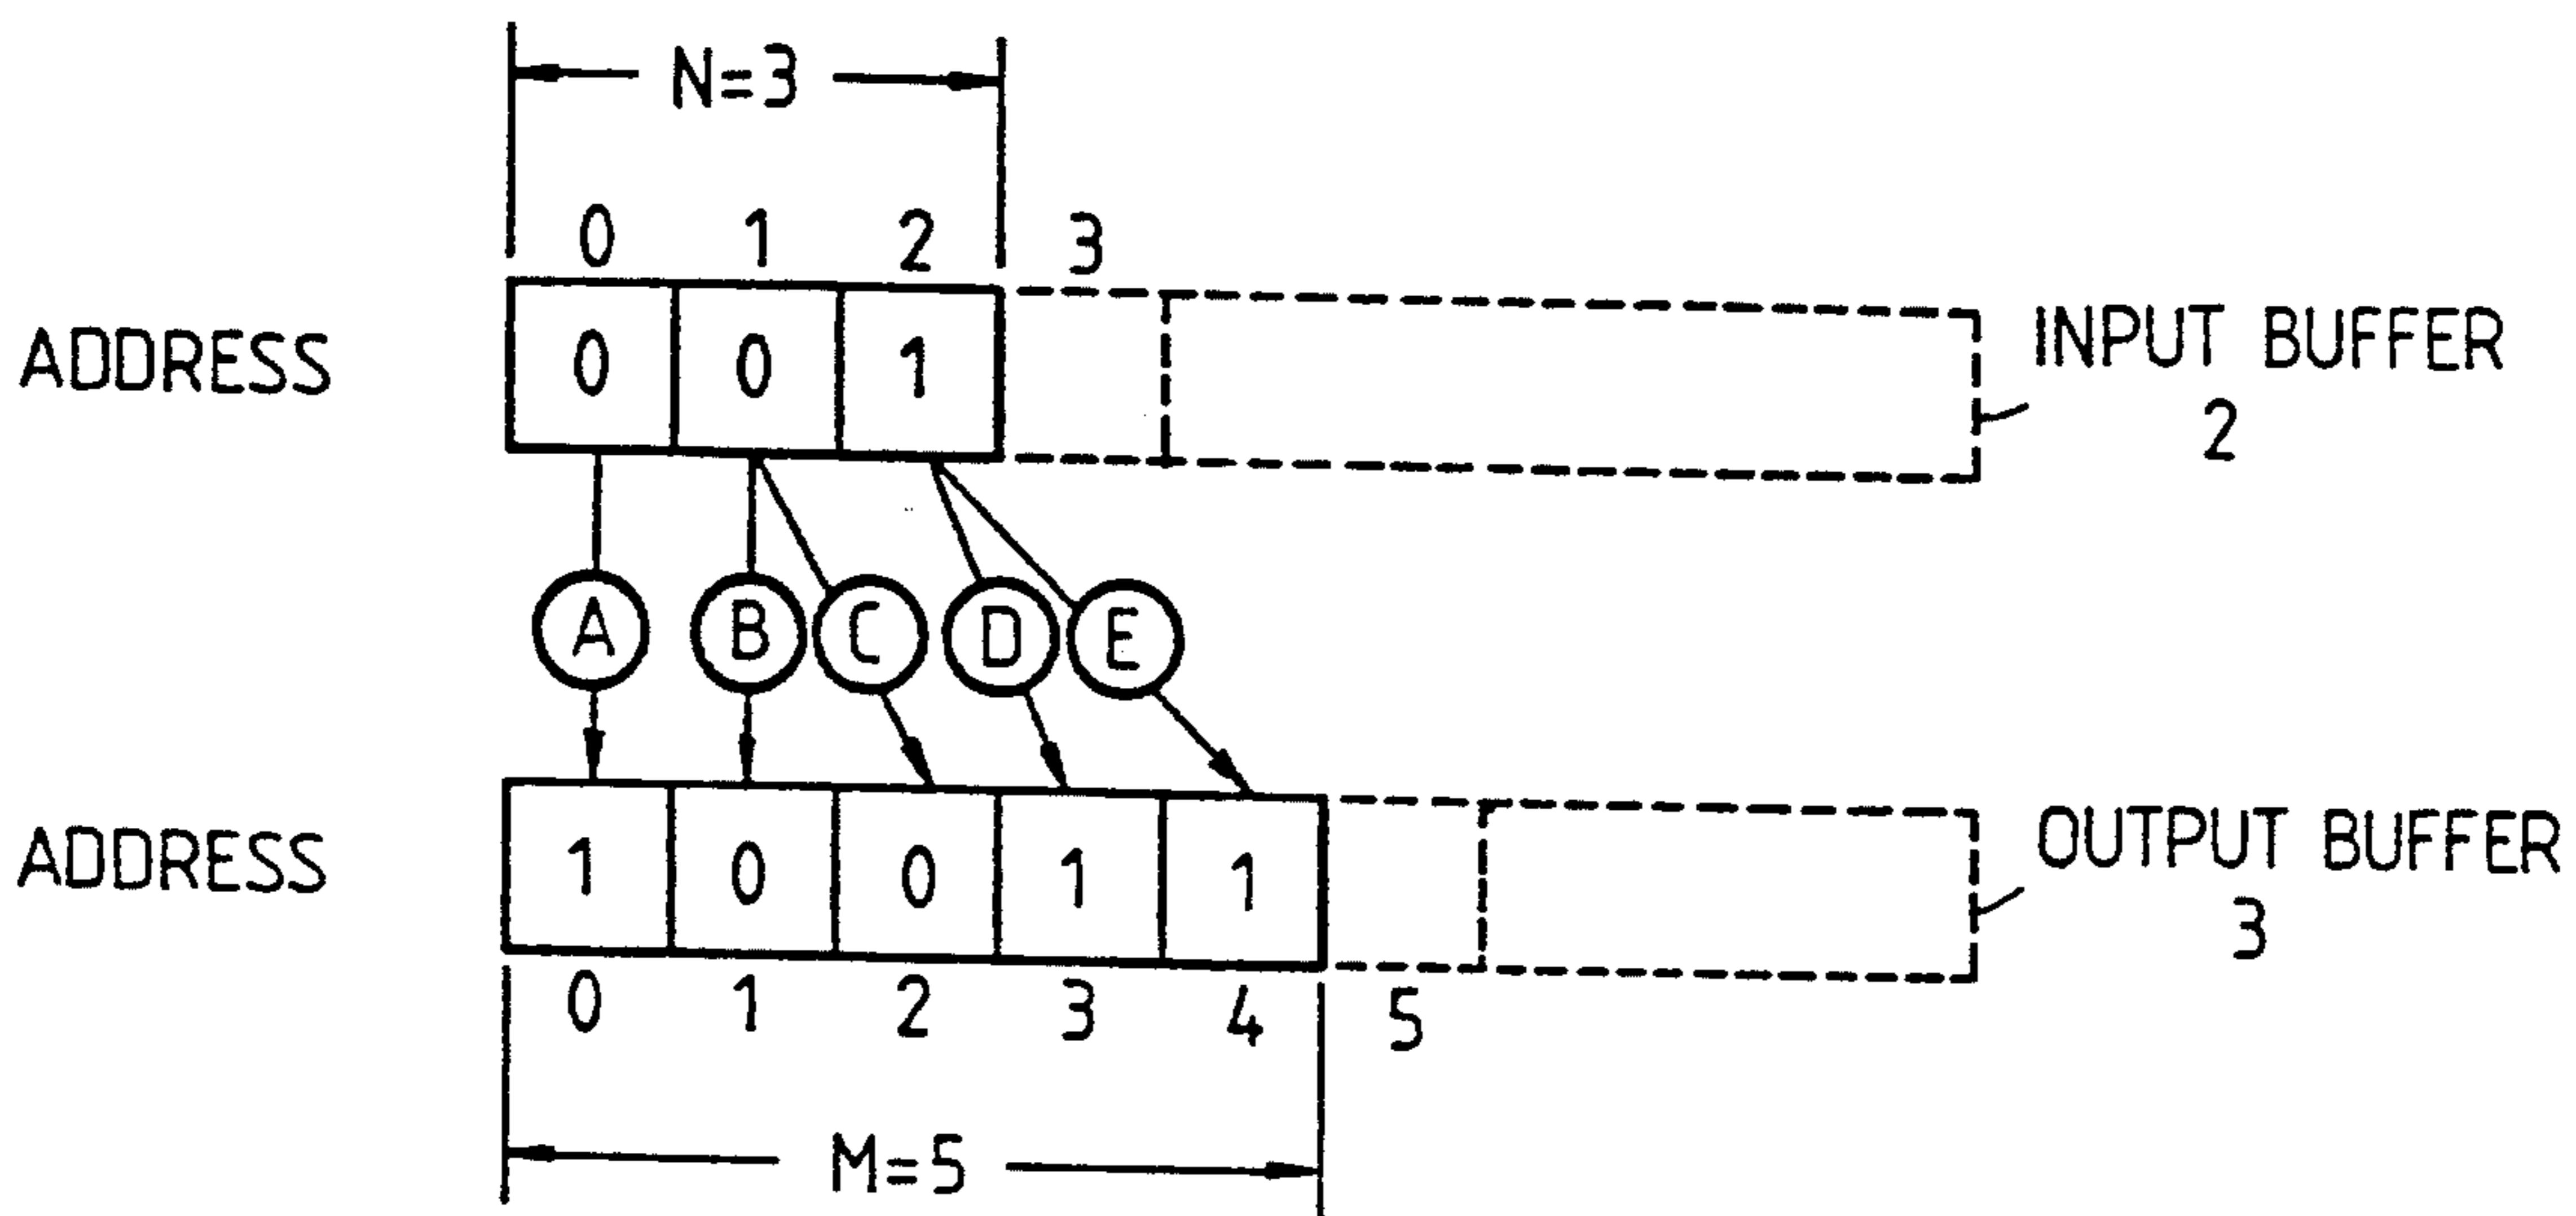 N=3
0 1 2 3
ADDRESS 0 0 1 INPUT BUFFER
2
A B C D E
ADDRESS 1 0 0 1 1 OUTPUT BUFFER
3
0 1 2 3 4 5
M=5